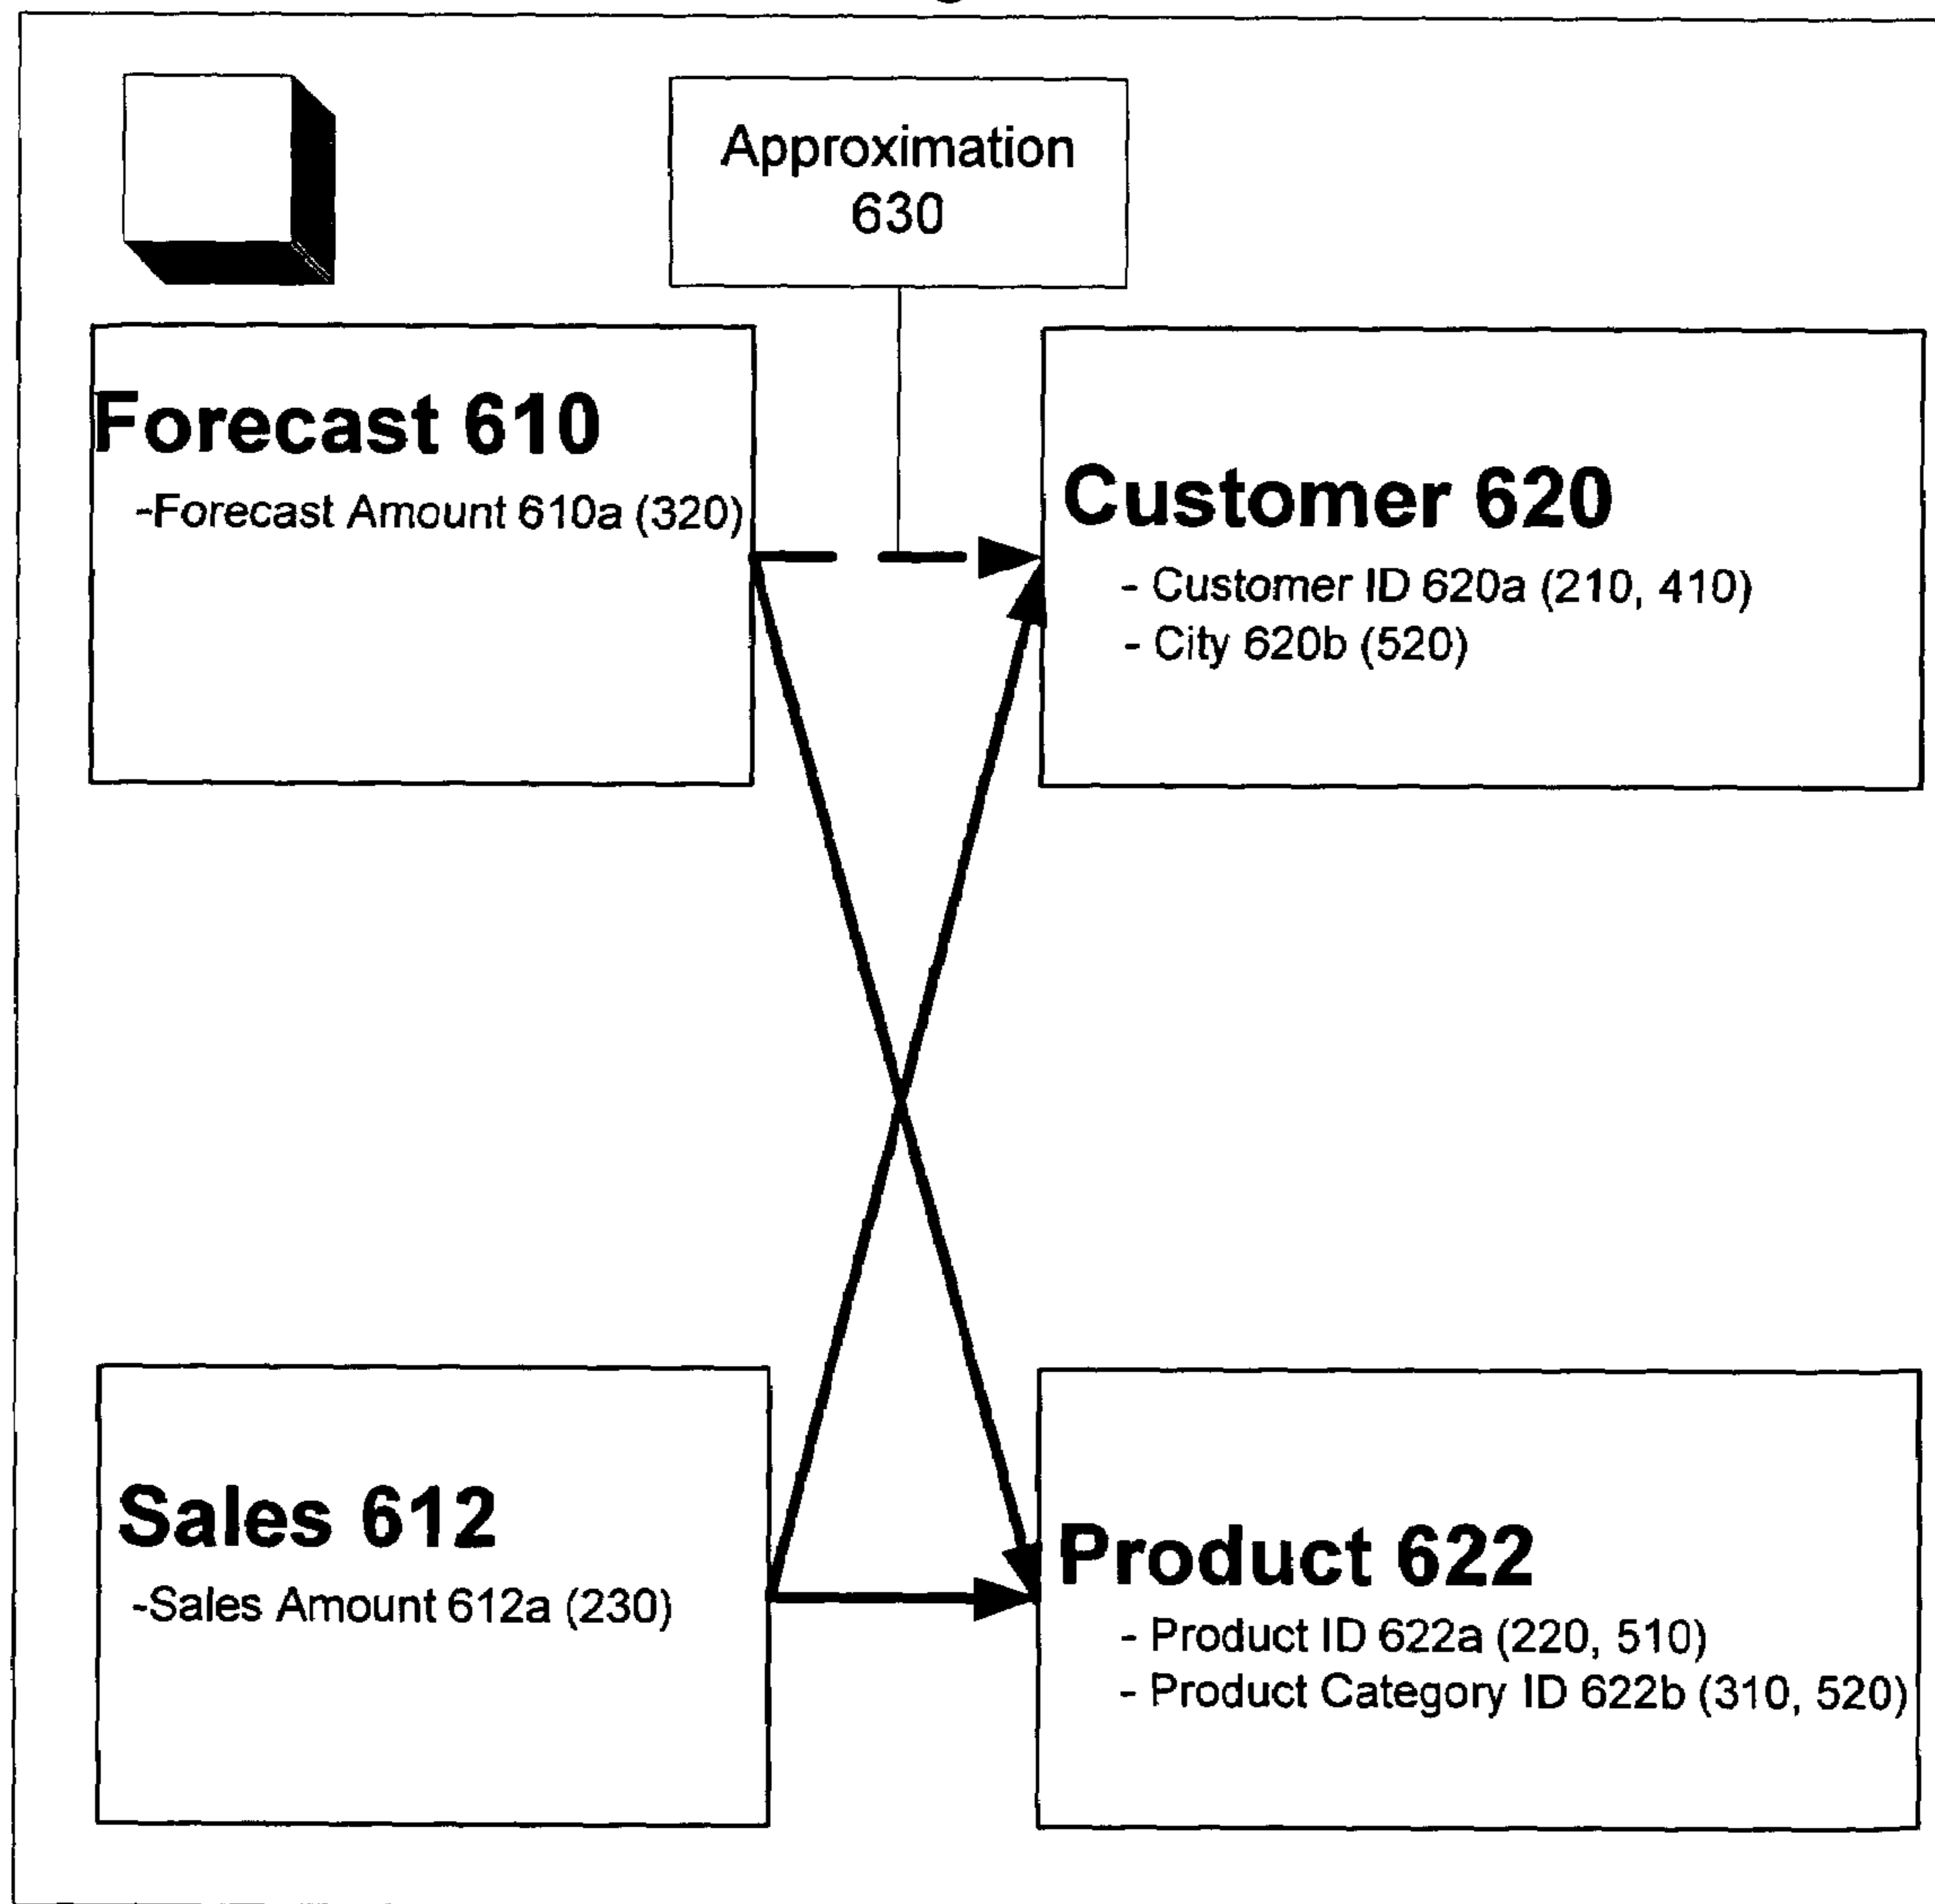 Approximation
630
Forecast 610
-Forecast Amount 610a (320)
Customer 620
- Customer ID 620a (210, 410)
- City 620b (520)
Sales 612
-Sales Amount 612a (230)
Product 622
- Product ID 622a (220, 510)
- Product Category ID 622b (310, 520)